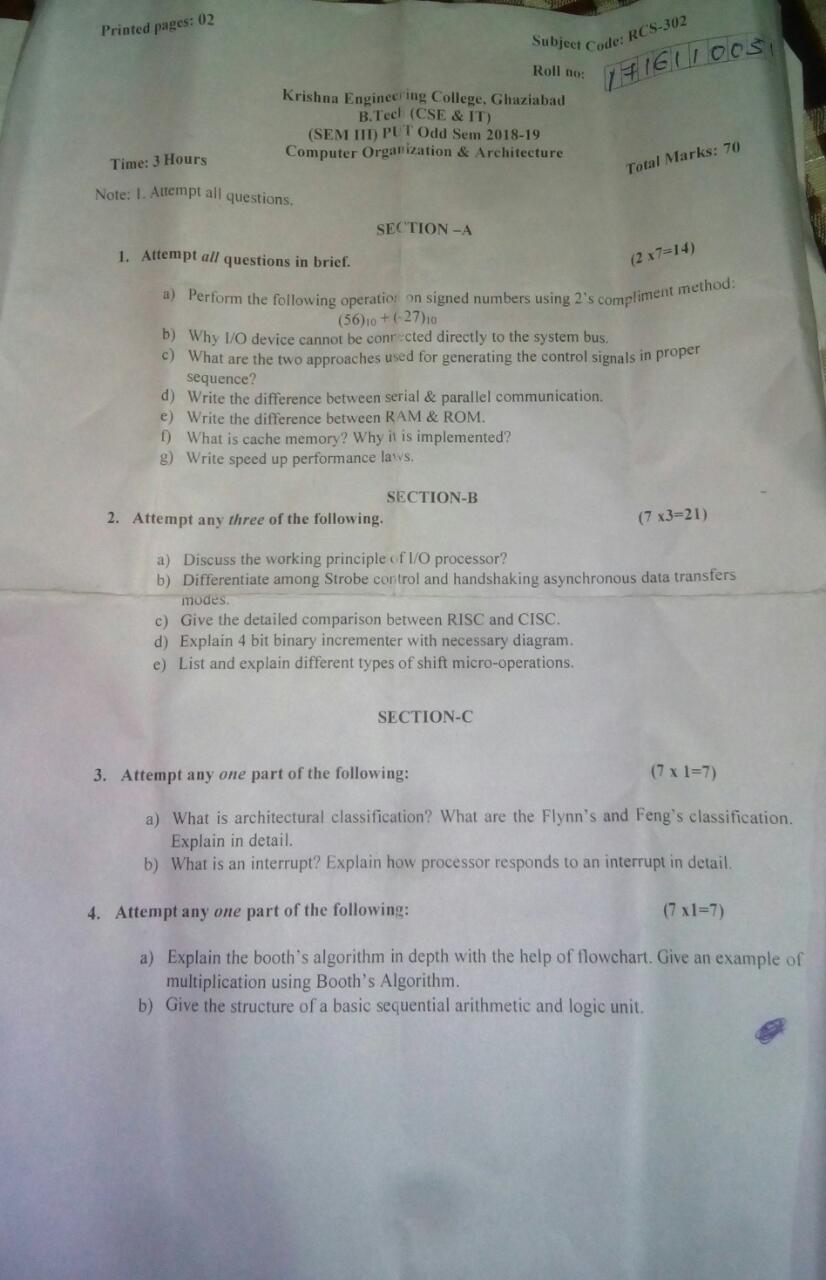 Printed pages: 02
Subject Code: RCS-302
Roll no: 1716110051
Krishna Engineering College, Ghaziabad
B.Tech (CSE & IT)
(SEM III) PUT Odd Sem 2018-19
Computer Organization & Architecture
Time: 3 Hours
Total Marks: 70
Note: 1. Attempt all questions.
SECTION –A
1. Attempt all questions in brief. (2 x7=14)
a) Perform the following operation on signed numbers using 2's compliment method:
(56)10 + (-27)10
b) Why I/O device cannot be connected directly to the system bus.
c) What are the two approaches used for generating the control signals in proper
sequence?
d) Write the difference between serial & parallel communication.
e) Write the difference between RAM & ROM.
f) What is cache memory? Why it is implemented?
g) Write speed up performance laws.
SECTION-B
2. Attempt any three of the following. (7 x3=21)
a) Discuss the working principle of I/O processor?
b) Differentiate among Strobe control and handshaking asynchronous data transfers
modes.
c) Give the detailed comparison between RISC and CISC.
d) Explain 4 bit binary incrementer with necessary diagram.
e) List and explain different types of shift micro-operations.
SECTION-C
3. Attempt any one part of the following: (7 x 1=7)
a) What is architectural classification? What are the Flynn's and Feng's classification.
Explain in detail.
b) What is an interrupt? Explain how processor responds to an interrupt in detail.
4. Attempt any one part of the following: (7 x1=7)
a) Explain the booth's algorithm in depth with the help of flowchart. Give an example of
multiplication using Booth's Algorithm.
b) Give the structure of a basic sequential arithmetic and logic unit.